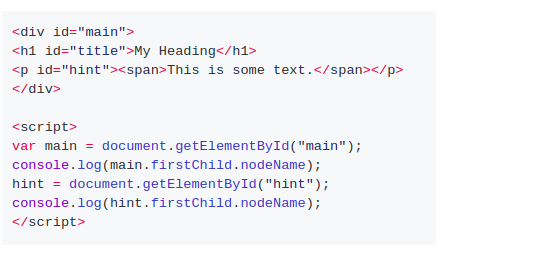 <div id="main">
<h1 id="title">My Heading</h1>
<p id="hint"><span>This is some text.</span></p>
</div>

<script>
var main = document.getElementById("main");
console.log(main.firstChild.nodeName);
hint = document.getElementById("hint");
console.log(hint.firstChild.nodeName);
</script>